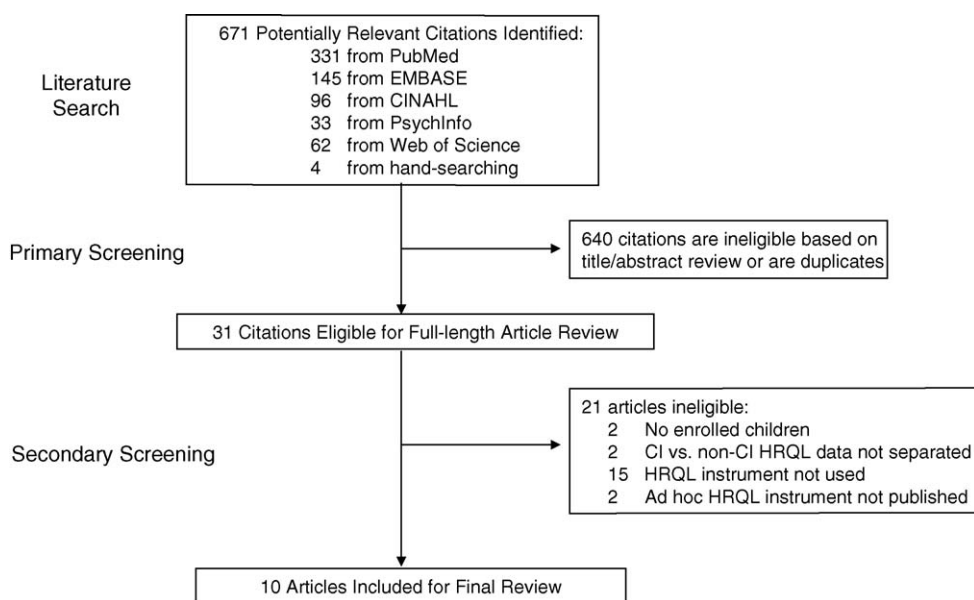 671 Potentially Relevant Citations Identified:
331 from PubMed
145 from EMBASE
96 from CINAHL
33 from PsychInfo
62 from Web of Science
4 from hand-searching
Literature
Search
Primary Screening
640 citations are ineligible based on
title/abstract review or are duplicates
31 Citations Eligible for Full-length Article Review
Secondary Screening
21 articles ineligible:
2 No enrolled children
2 CI vs. non-CI HRQL data not separated
15 HRQL instrument not used
2 Ad hoc HRQL instrument not published
10 Articles Included for Final Review